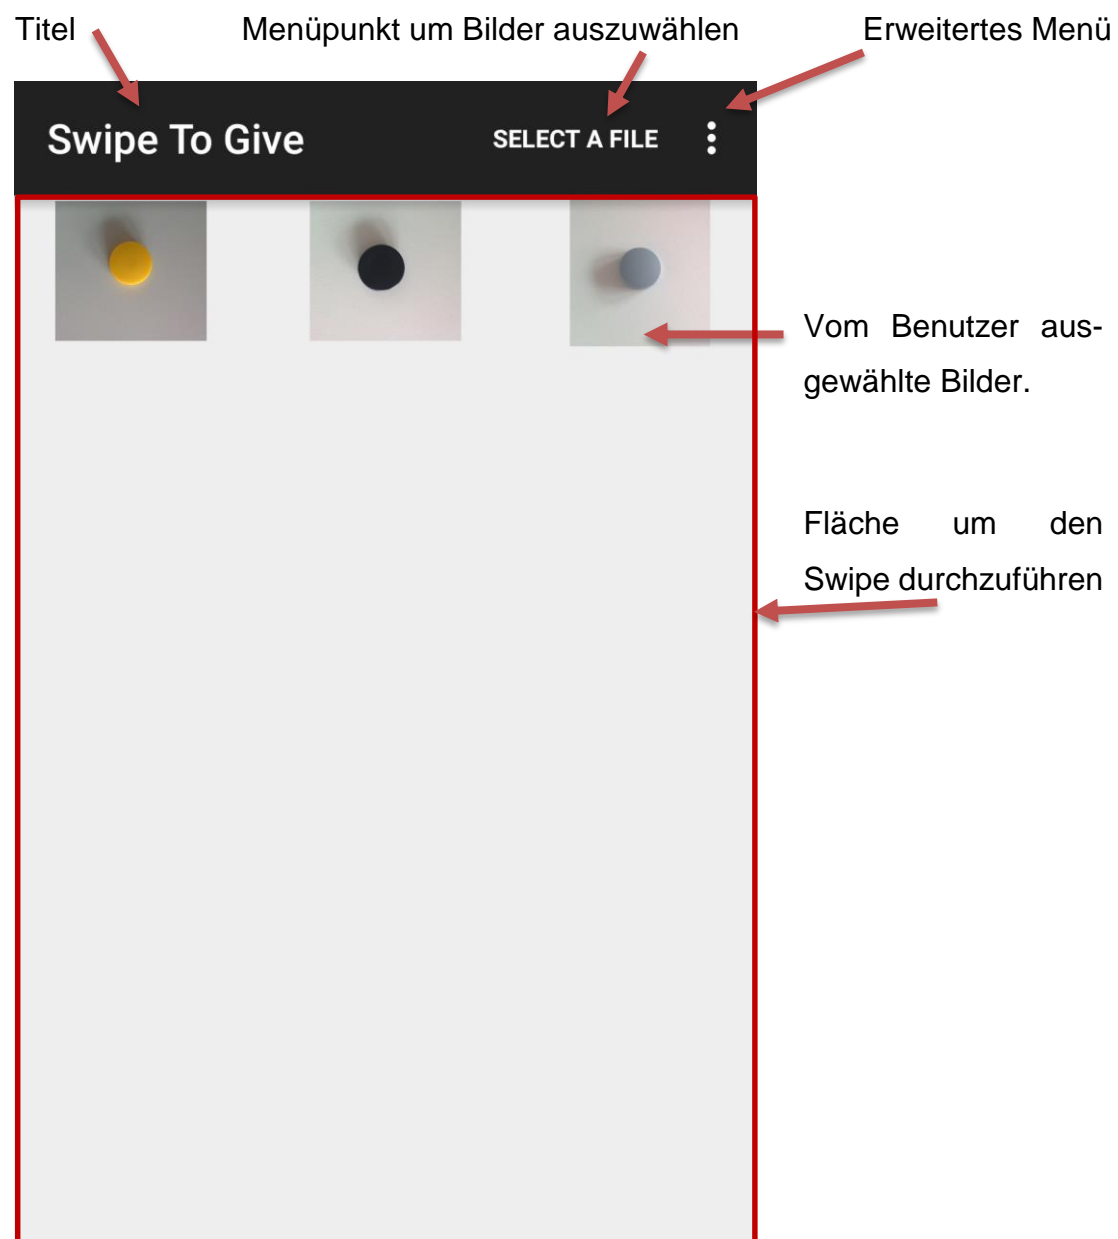 Titel
Menüpunkt um Bilder auszuwählen
Erweitertes Menü
Swipe To Give
SELECT A FILE
Vom Benutzer aus-
gewählte Bilder.
Fläche um den
Swipe durchzuführen